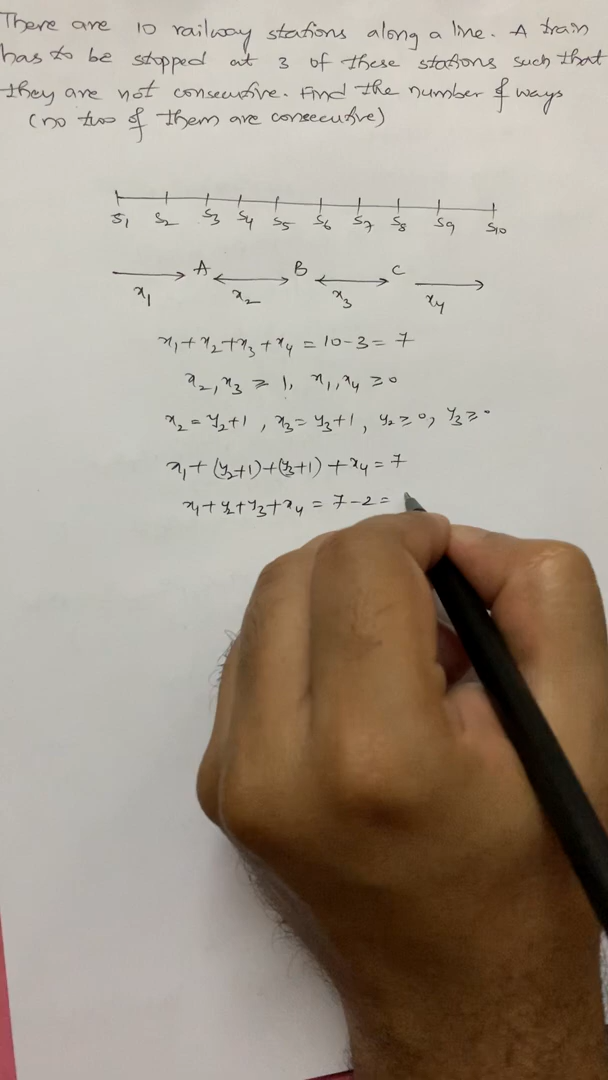 There are 10 railway stations along a line. A train
has to be stopped at 3 of these stations such that
they are not consecutive. Find the number of ways
(no two of them are consecutive)
S1 S2 S3 S4 S5 S6 S7 S8 S9 S10
A B C
x1 x2 x3 x4
x1 + x2 + x3 + x4 = 10 - 3 = 7
x2, x3 ≥ 1, x1, x4 ≥ 0
x2 = y2 + 1, x3 = y3 + 1, y2 ≥ 0, y3 ≥ 0
x1 + (y2+1) + (y3+1) + x4 = 7
x1 + y2 + y3 + x4 = 7 - 2 =